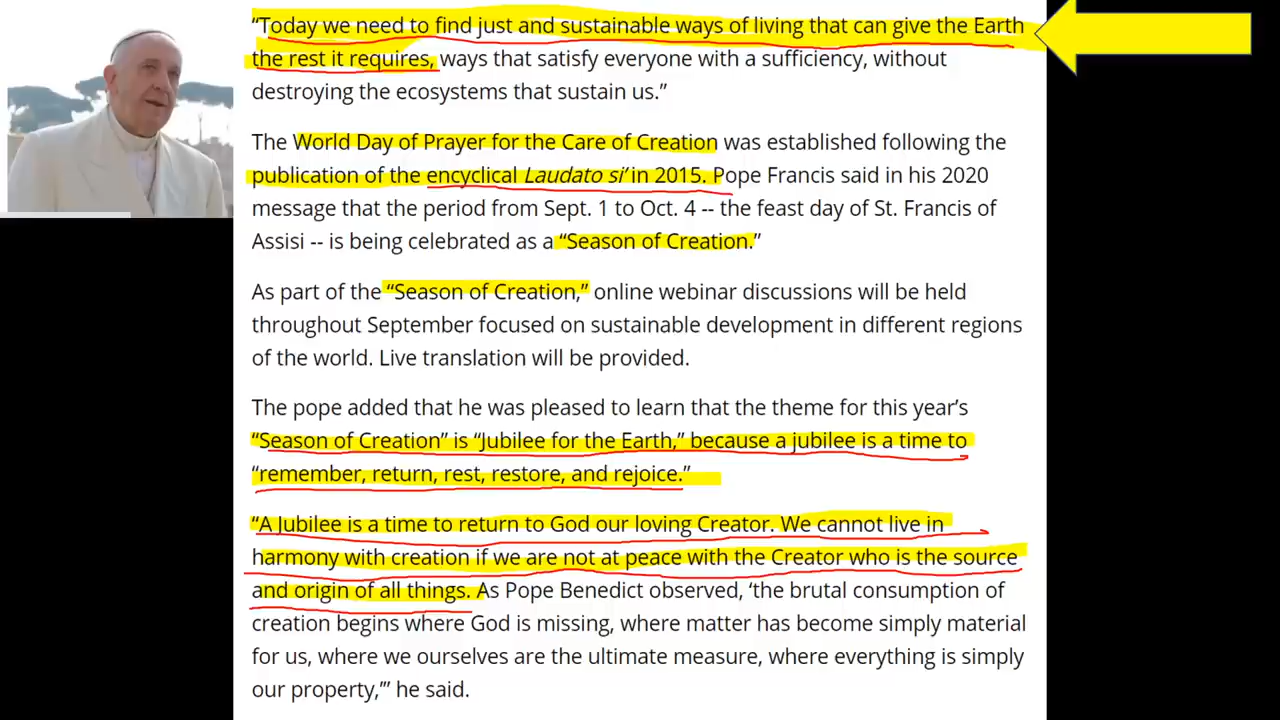 “Today we need to find just and sustainable ways of living that can give the Earth
the rest it requires, ways that satisfy everyone with a sufficiency, without
destroying the ecosystems that sustain us.”
The World Day of Prayer for the Care of Creation was established following the
publication of the encyclical Laudato si’ in 2015. Pope Francis said in his 2020
message that the period from Sept. 1 to Oct. 4 -- the feast day of St. Francis of
Assisi -- is being celebrated as a “Season of Creation.”
As part of the “Season of Creation,” online webinar discussions will be held
throughout September focused on sustainable development in different regions
of the world. Live translation will be provided.
The pope added that he was pleased to learn that the theme for this year’s
“Season of Creation” is “Jubilee for the Earth,” because a jubilee is a time to
“remember, return, rest, restore, and rejoice.”
“A Jubilee is a time to return to God our loving Creator. We cannot live in
harmony with creation if we are not at peace with the Creator who is the source
and origin of all things. As Pope Benedict observed, ‘the brutal consumption of
creation begins where God is missing, where matter has become simply material
for us, where we ourselves are the ultimate measure, where everything is simply
our property,’” he said.